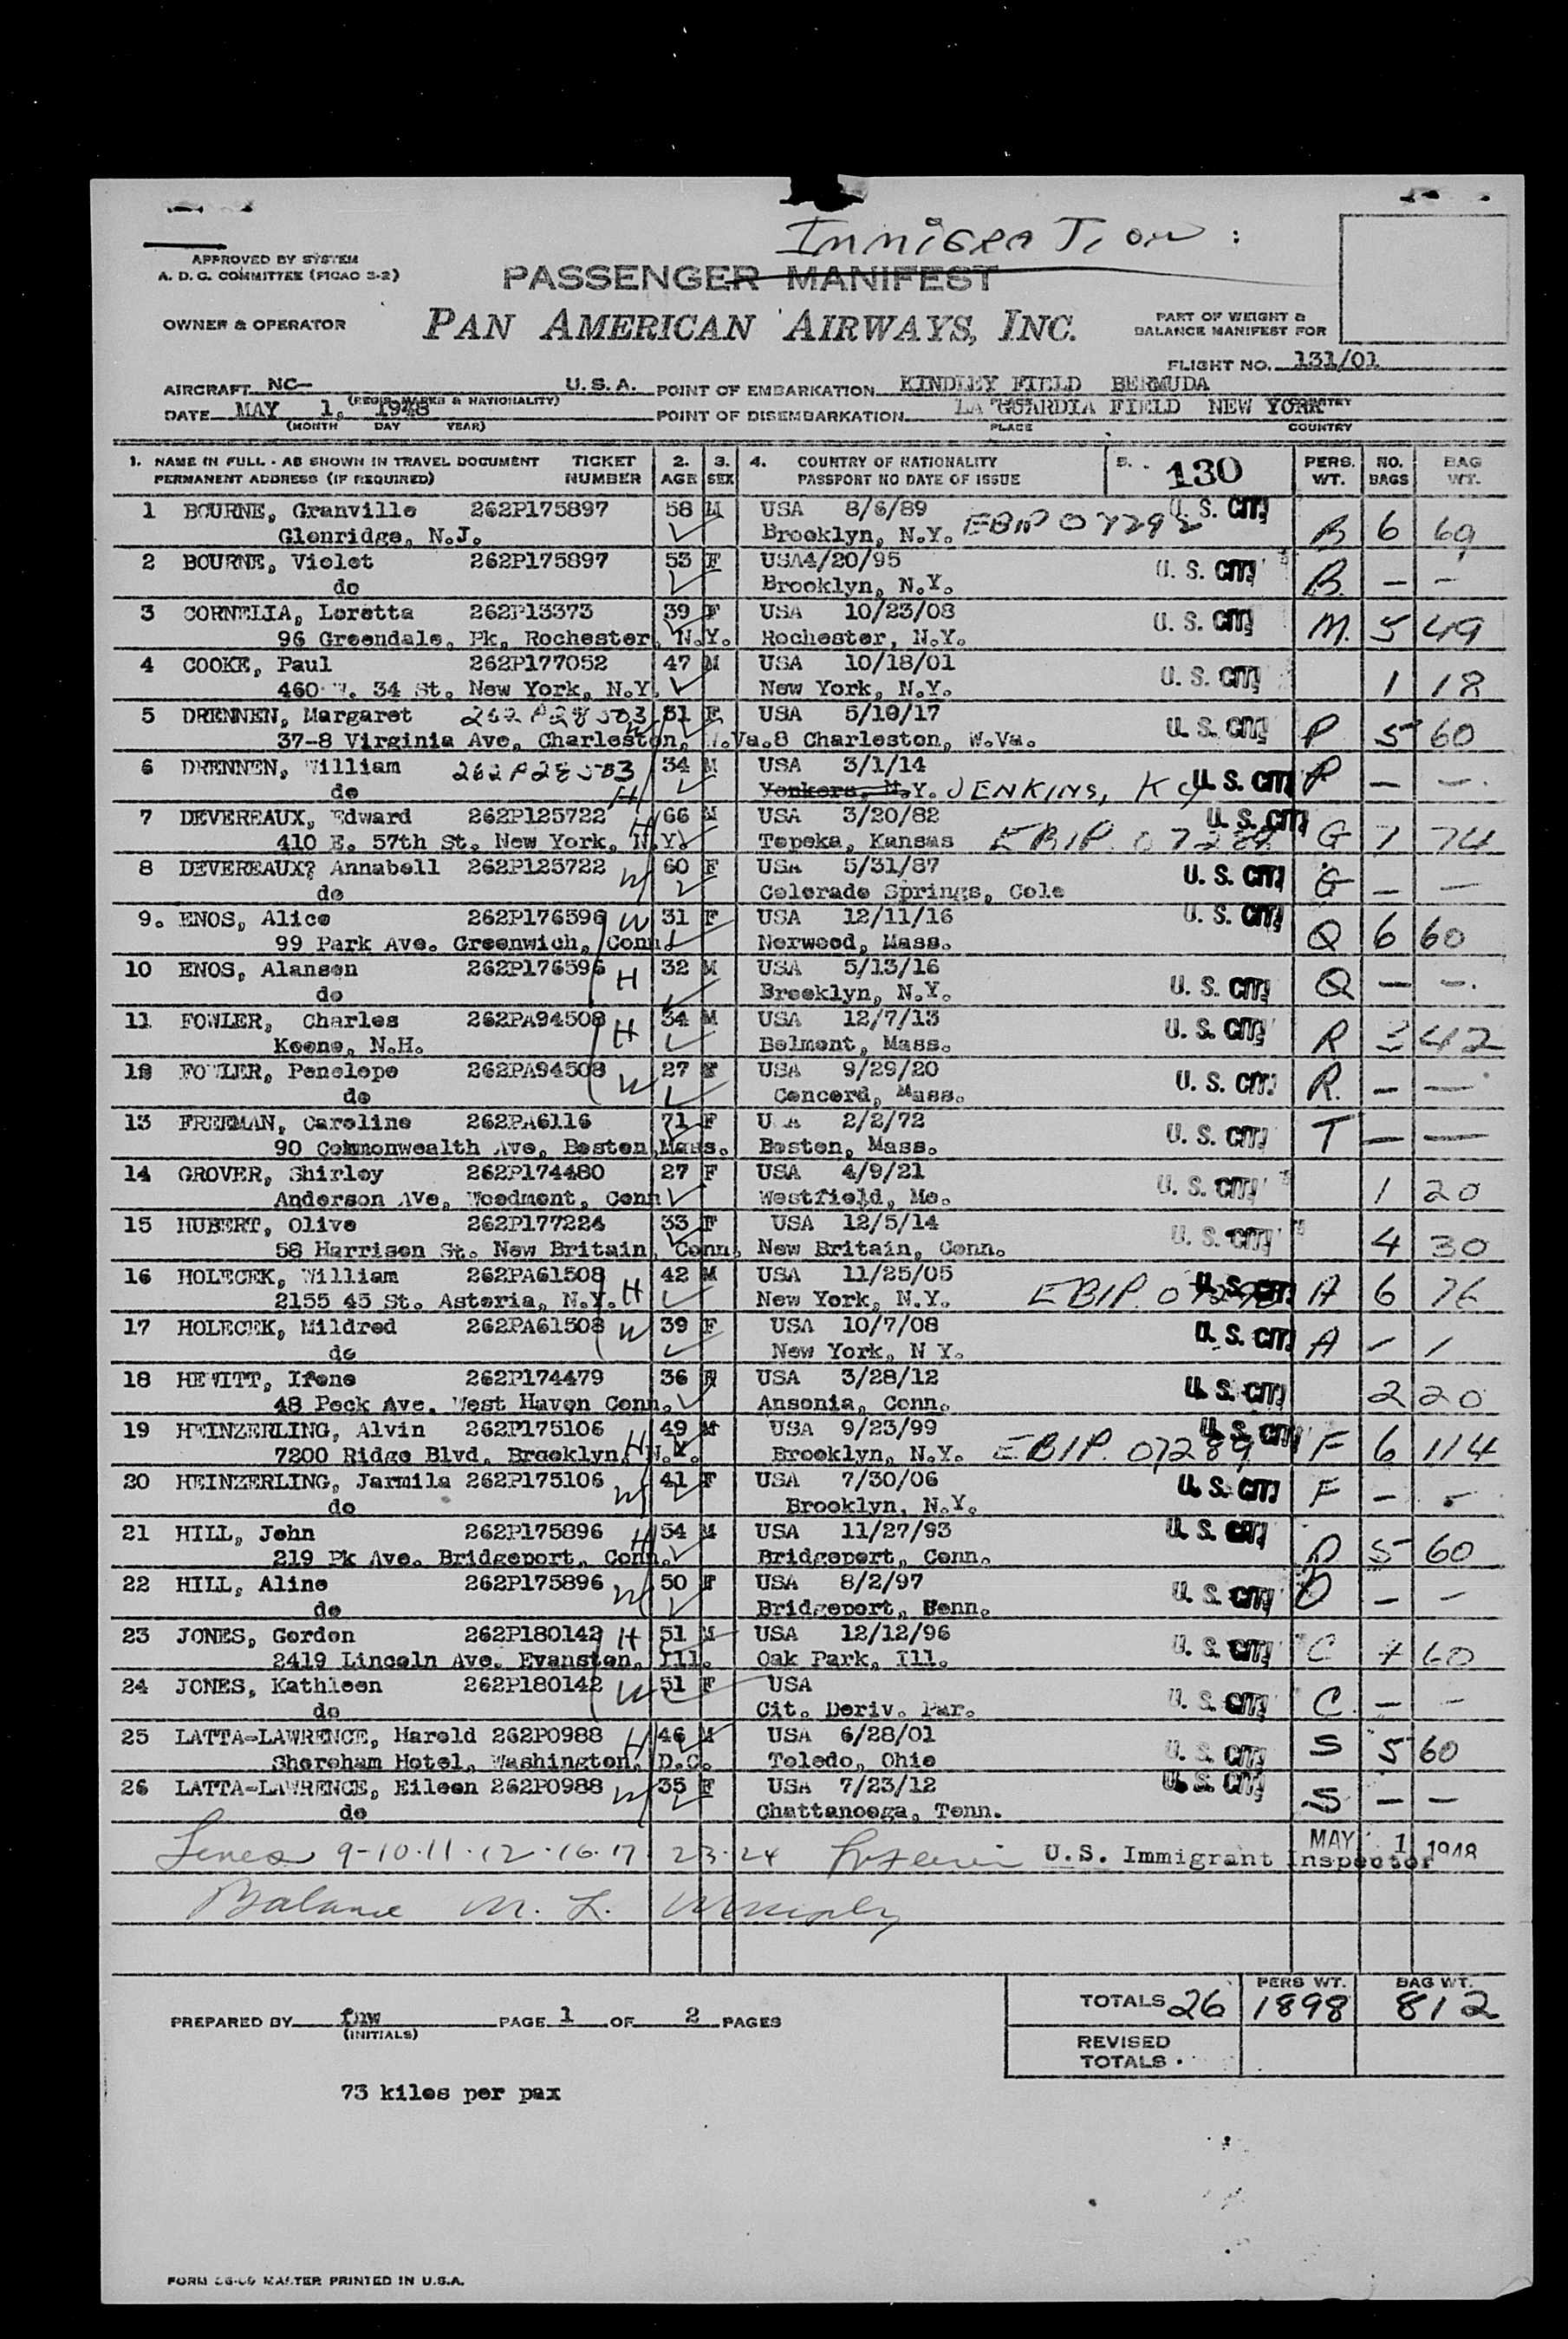 Inmigration :
APPROVED BY SYSTEM
A. D. C. COMMITTEE (FICAO S-2)
PASSENGER MANIFEST
OWNER & OPERATOR
PAN AMERICAN AIRWAYS, INC.
PART OF WEIGHT &
BALANCE MANIFEST FOR
FLIGHT NO. 131/01
AIRCRAFT NC- U.S.A. POINT OF EMBARKATION KINDLEY FIELD BERMUDA
(REGIS. MARKS & NATIONALITY)
DATE MAY 1, 1948 POINT OF DISEMBARKATION LA GUARDIA FIELD NEW YORK
(MONTH DAY YEAR) PLACE COUNTRY
1. NAME IN FULL - AS SHOWN IN TRAVEL DOCUMENT TICKET 2. 3. 4. COUNTRY OF NATIONALITY 5. 130 PERS. NO. BAG
PERMANENT ADDRESS (IF REQUIRED) NUMBER AGE SEX PASSPORT NO DATE OF ISSUE WT. BAGS WT.
1 BOURNE, Granville 262P175897 58 M USA 8/6/89 U. S. CIT.
Glenridge, N.J. Brooklyn, N.Y. EBIP 07292 B 6 69
2 BOURNE, Violet 262P175897 53 F USA4/20/95 U. S. CIT.
do Brooklyn, N.Y. B. — —
3 CORNELIA, Loretta 262P13373 39 F USA 10/23/08 U. S. CIT.
96 Greendale, Pk, Rochester, N.Y. Rochester, N.Y. M. 5 49
4 COOKE, Paul 262P177052 47 M USA 10/18/01 U. S. CIT.
460 W. 34 St. New York, N.Y. New York, N.Y. 1 18
5 DRENNEN, Margaret 262P28503 31 F USA 5/10/17 U. S. CIT.
37-8 Virginia Ave, Charleston, W.Va.8 Charleston, W.Va. P 5 60
6 DRENNEN, William 262P28503 34 M USA 3/1/14
do H Yonkers, N.Y. JENKINS, KY U. S. CIT. P — —
7 DEVEREAUX, Edward 262P125722 66 M USA 3/20/82 U. S. CIT.
410 E. 57th St. New York, N.Y. H Topeka, Kansas EBIP. G 7 74
8 DEVEREAUX? Annabell 262P125722 W 60 F USA 5/31/87 U. S. CIT.
do Colorado Springs, Colo G — —
9. ENOS, Alice 262P176596 W 31 F USA 12/11/16 U. S. CIT.
99 Park Ave. Greenwich, Conn Norwood, Mass. Q 6 60
10 ENOS, Alanson 262P176596 H 32 M USA 5/13/16 U. S. CIT.
do Brooklyn, N.Y. Q — —
11 FOWLER, Charles 262PA94508 H 34 M USA 12/7/13 U. S. CIT.
Keene, N.H. Belmont, Mass. R 42
12 FOWLER, Penelope 262PA94508 W 27 F USA 9/29/20 U. S. CIT.
do Concord, Mass. R. — —
13 FREEMAN, Caroline 262PA6116 71 F U A 2/2/72 U. S. CIT.
90 Commonwealth Ave, Boston, Mass. Boston, Mass. T — —
14 GROVER, Shirley 262P174480 27 F USA 4/9/21 U. S. CIT.
Anderson AVe, Woodmont, Conn Westfield, Me. 1 20
15 HUBERT, Olive 262P177224 33 F USA 12/5/14 U. S. CIT.
58 Harrison St. New Britain, Conn. New Britain, Conn. 4 30
16 HOLECEK, William 262PA61508 H 42 M USA 11/25/05 U. S. CIT.
2155 45 St. Astoria, N.Y. New York, N.Y. EBIP. A 6 76
17 HOLECEK, Mildred 262PA61508 W 39 F USA 10/7/08 U. S. CIT.
do New York, N Y. A — —
18 HEWITT, Irene 262P174479 36 F USA 3/28/12 U. S. CIT.
48 Peck Ave. West Haven Conn. Ansonia, Conn. 2 20
19 HEINZERLING, Alvin 262P175106 49 M USA 9/23/99 U. S. CIT.
7200 Ridge Blvd. Brooklyn, N.Y. H Brooklyn, N.Y. EBIP. 07289 F 6 114
20 HEINZERLING, Jarmila 262P175106 W 41 F USA 7/30/06 U. S. CIT.
do Brooklyn, N.Y. F — —
21 HILL, John 262P175896 H 54 M USA 11/27/93 U. S. CIT.
219 Pk Ave. Bridgeport, Conn. Bridgeport, Conn. D 5 60
22 HILL, Aline 262P175896 W 50 F USA 8/2/97 U. S. CIT.
do Bridgeport, Benn. D — —
23 JONES, Gordon 262P180142 H 51 M USA 12/12/96 U. S. CIT.
2419 Lincoln Ave. Evanston, Ill. Oak Park, Ill. C 7 60
24 JONES, Kathleen 262P180142 W 51 F USA U. S. CIT.
do Cit. Deriv. Par. C — —
25 LATTA-LAWRENCE, Harold 262P0988 H 46 M USA 6/28/01 U. S. CIT.
Shoreham Hotel, Washington, D.C. Toledo, Ohio S 5 60
26 LATTA-LAWRENCE, Eileen 262P0988 W 35 F USA 7/23/12 U. S. CIT.
do Chattanooga, Tenn. S — —
Lines 9-10-11-12-16-17 23-24 U.S. Immigrant Inspector MAY 1 1948
Balance M. L.
TOTALS 26 PERS WT. 1898 BAG WT. 812
PREPARED BY fnw PAGE 1 OF 2 PAGES
(INITIALS)
REVISED
TOTALS
73 kilos per pax
FORM MASTER PRINTED IN U.S.A.